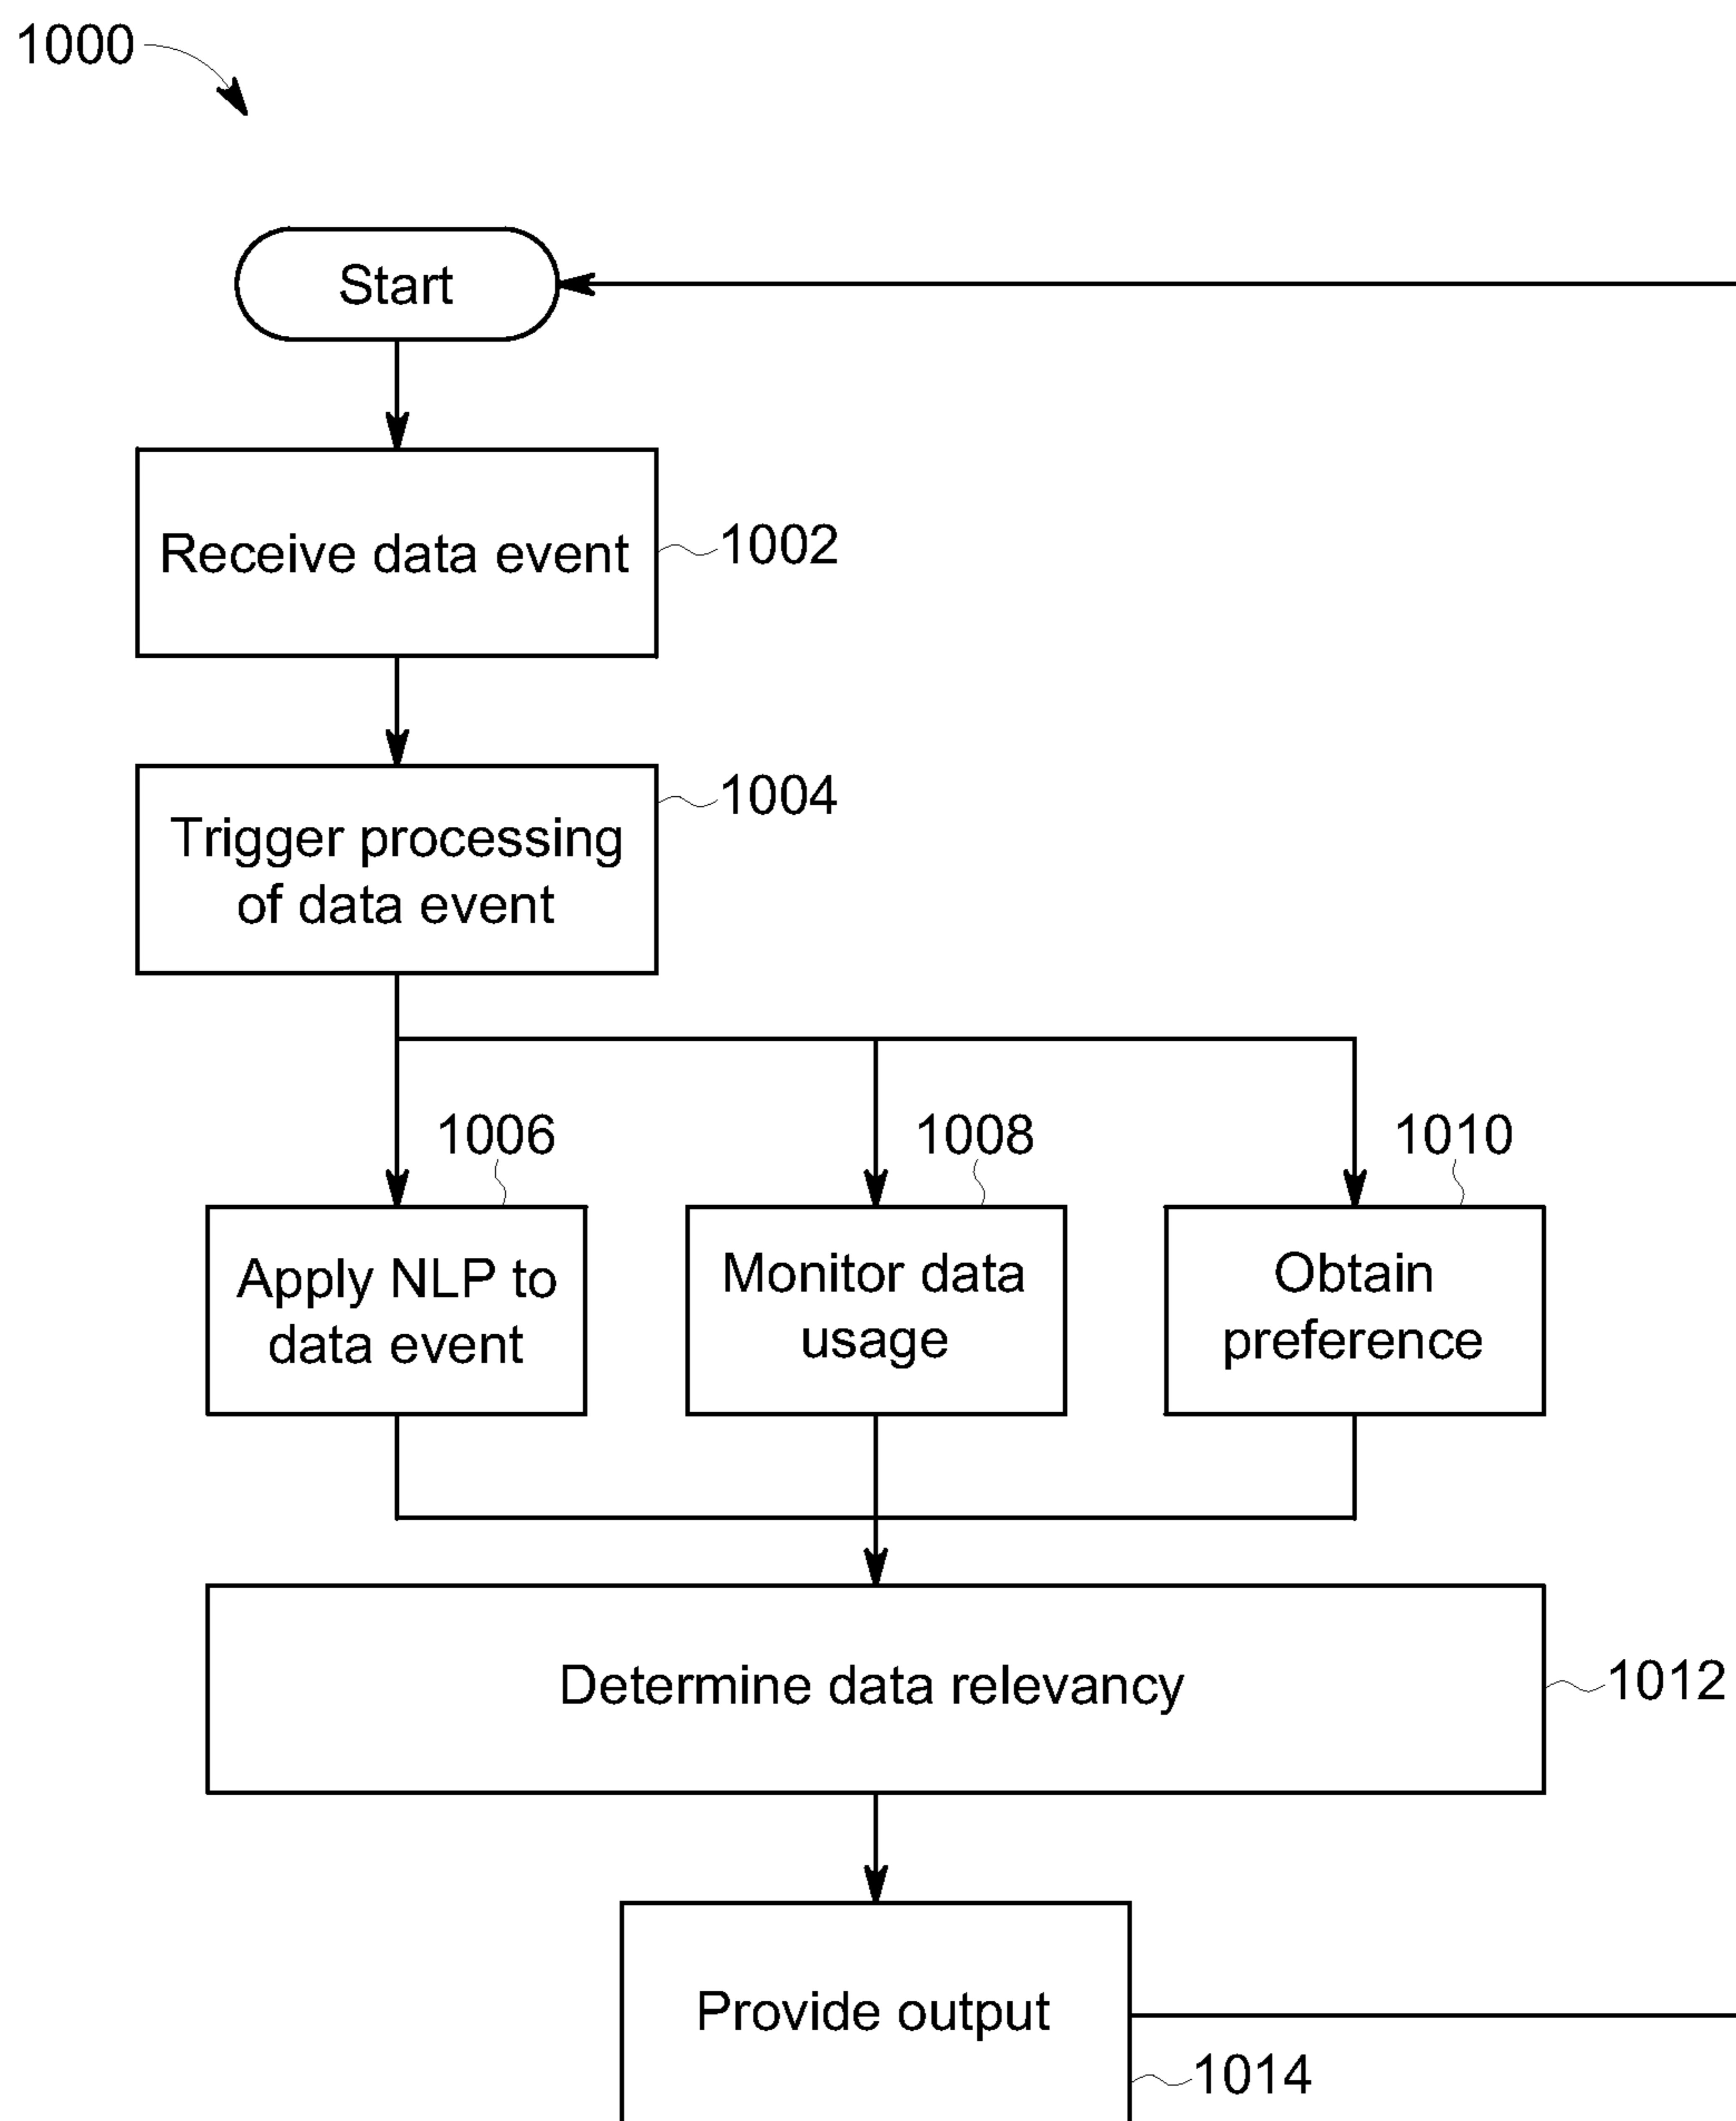 1000
Start
Receive data event
1002
1004
Trigger processing
of data event
1006
1008
1010
Apply NLP to
data event
Monitor data
usage
Obtain
preference
Determine data relevancy
1012
Provide output
1014